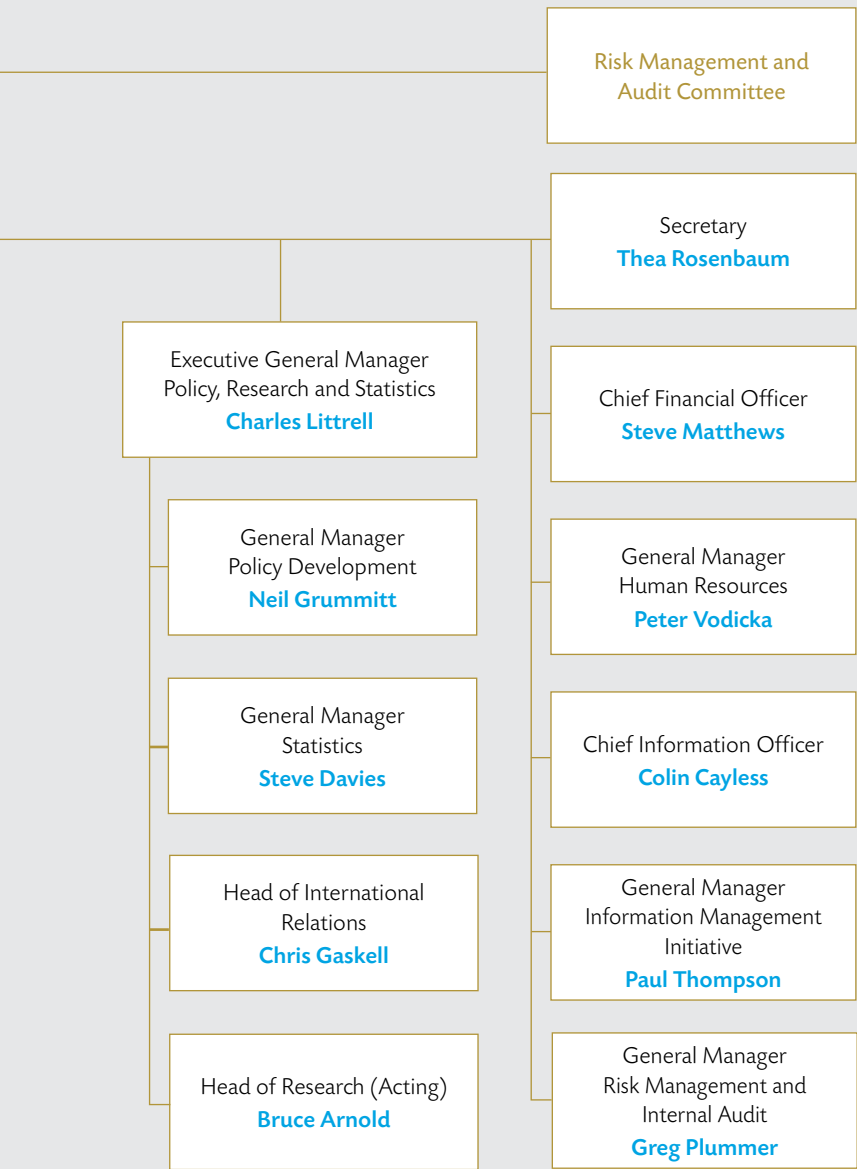 Risk Management and
Audit Committee
Secretary
Thea Rosenbaum
Executive General Manager
Policy, Research and Statistics
Charles Littrell
General Manager
Policy Development
Neil Grummitt
General Manager
Statistics
Steve Davies
Head of International
Relations
Chris Gaskell
Head of Research (Acting)
Bruce Arnold
Chief Financial Officer
Steve Matthews
General Manager
Human Resources
Peter Vodicka
Chief Information Officer
Colin Cayless
General Manager
Information Management
Initiative
Paul Thompson
General Manager
Risk Management and
Internal Audit
Greg Plummer